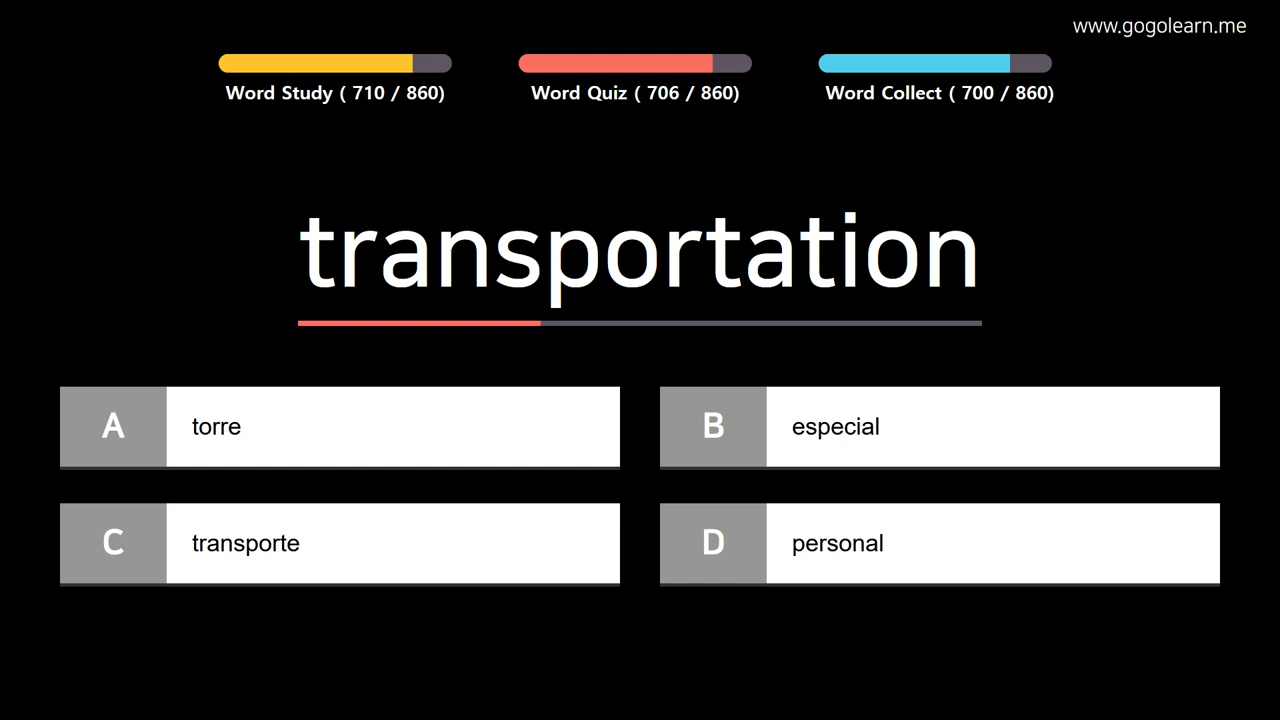 www.gogolearn.me
Word Study ( 710 / 860)
Word Quiz ( 706 / 860)
Word Collect ( 700 / 860)
transportation
A torre
B especial
C transporte
D personal